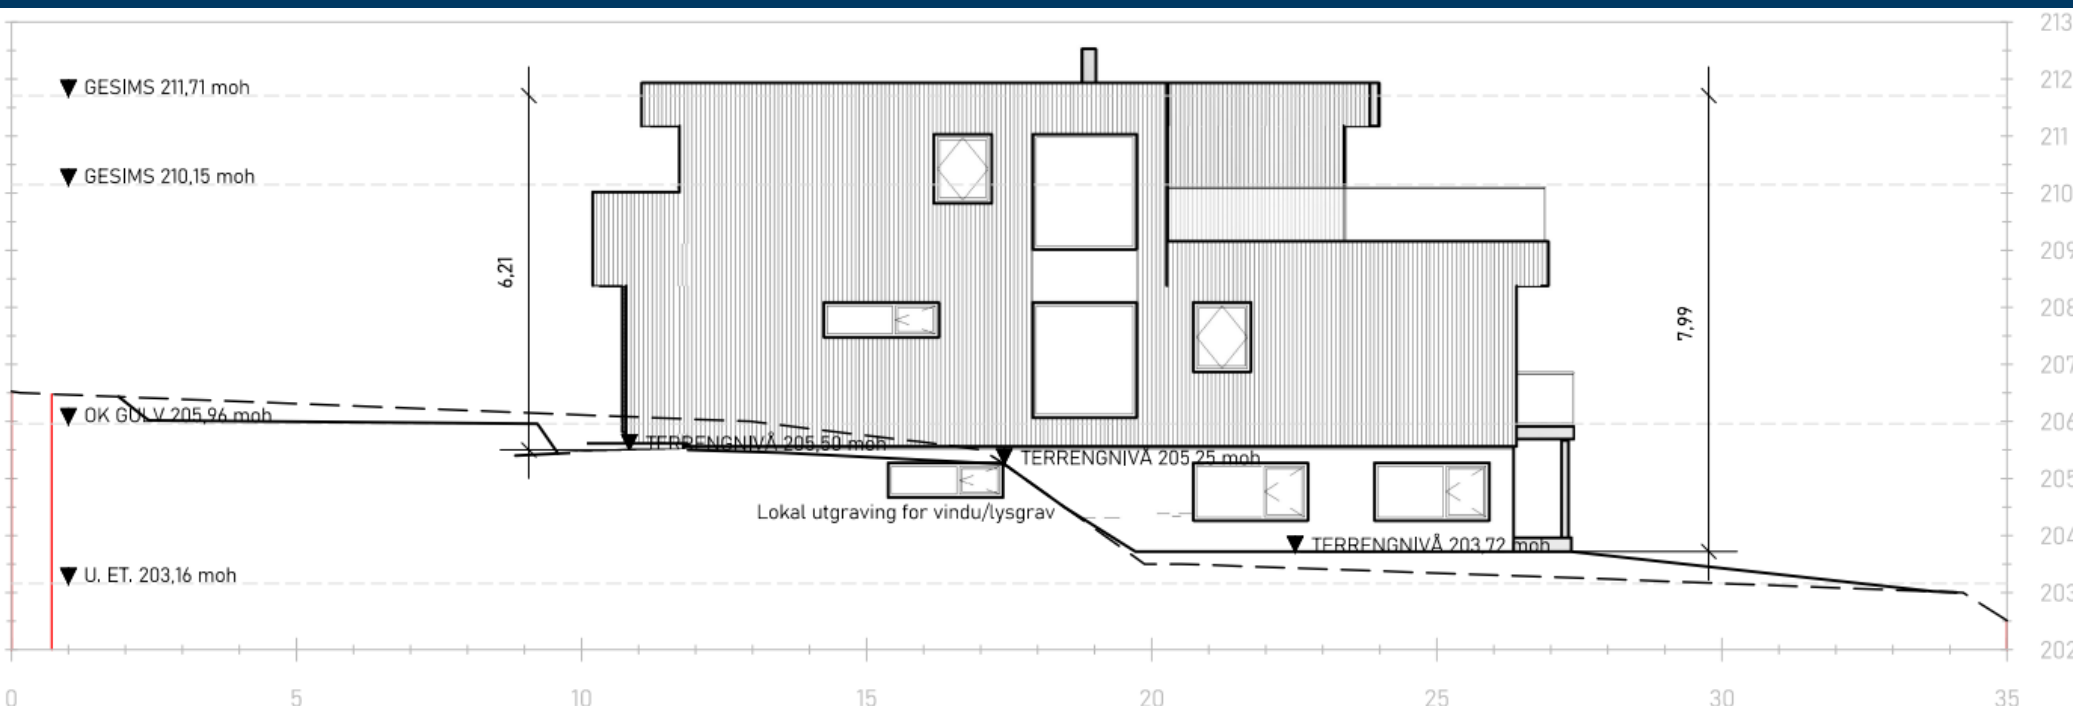 213
GESIMS 211,71 moh
212
211
GESIMS 210,15 moh
210
209
6,21
208
7,99
207
OK GULV 205,96 moh
206
TERRENGNIVÅ 205,50 moh
TERRENGNIVÅ 205,25 moh
205
Lokal utgraving for vindu/lysgrav
204
TERRENGNIVÅ 203,72 moh
U. ET. 203,16 moh
203
202
0 5 10 15 20 25 30 35